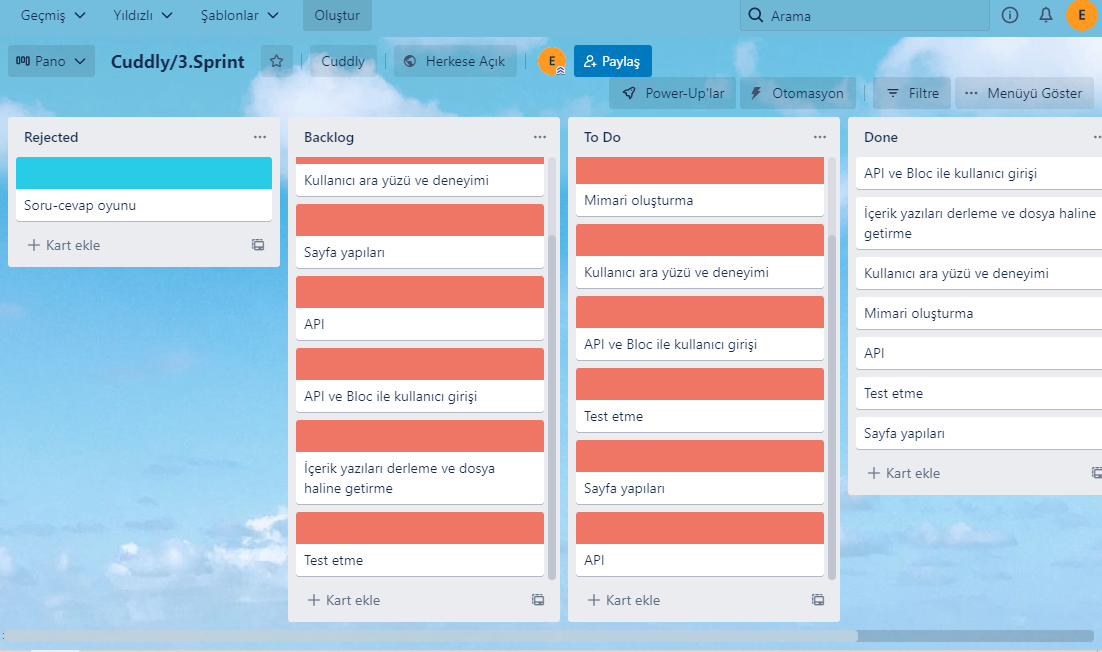 Geçmiş Yıldızlı Şablonlar Oluştur Arama E
Pano Cuddly/3.Sprint Cuddly Herkese Açık E Paylaş
Power-Up'lar Otomasyon Filtre Menüyü Göster
Rejected
Soru-cevap oyunu
Kart ekle
Backlog
Kullanıcı ara yüzü ve deneyimi
Sayfa yapıları
API
API ve Bloc ile kullanıcı girişi
İçerik yazıları derleme ve dosya
haline getirme
Test etme
Kart ekle
To Do
Mimari oluşturma
Kullanıcı ara yüzü ve deneyimi
API ve Bloc ile kullanıcı girişi
Test etme
Sayfa yapıları
API
Kart ekle
Done
API ve Bloc ile kullanıcı girişi
İçerik yazıları derleme ve dosya haline
getirme
Kullanıcı ara yüzü ve deneyimi
Mimari oluşturma
API
Test etme
Sayfa yapıları
Kart ekle